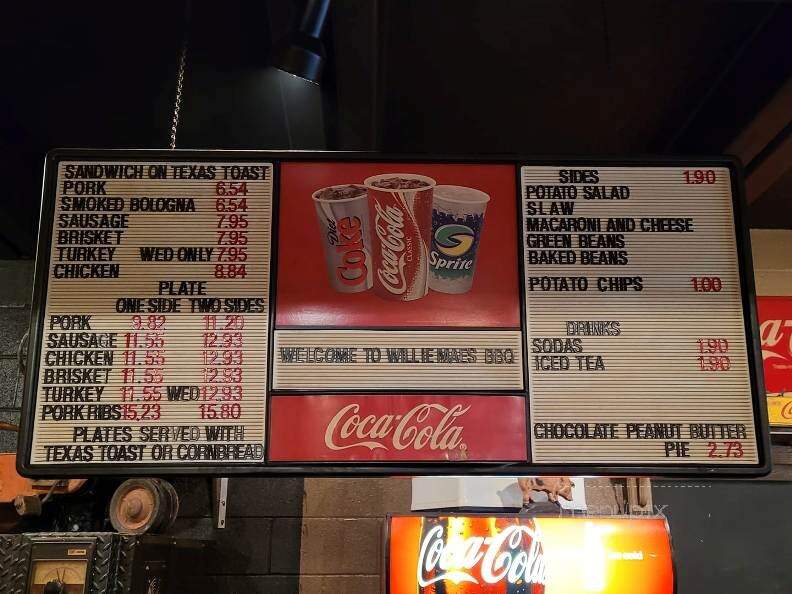 SANDWICH ON TEXAS TOAST
PORK 6.54
SMOKED BOLOGNA 6.54
SAUSAGE 7.95
BRISKET 7.95
TURKEY WED ONLY 7.95
CHICKEN 8.84
PLATE
ONE SIDE TWO SIDES
PORK 9.82 11.20
SAUSAGE 11.55 12.93
CHICKEN 11.55 12.93
BRISKET 11.55 12.93
TURKEY 11.55 WED 12.93
PORK RIBS 15,23 15.80
PLATES SERVED WITH
TEXAS TOAST OR CORNBREAD
Diet Coke
Coca-Cola
CLASSIC
Sprite
WELCOME TO WILLIE MAES BBQ
Coca-Cola
SIDES 1.90
POTATO SALAD
SLAW
MACARONI AND CHEESE
GREEN BEANS
BAKED BEANS
POTATO CHIPS 1.00
DRINKS
SODAS 1.90
ICED TEA 1.90
CHOCOLATE PEANUT BUTTER
PIE 2.73
Coca-Cola
menupix